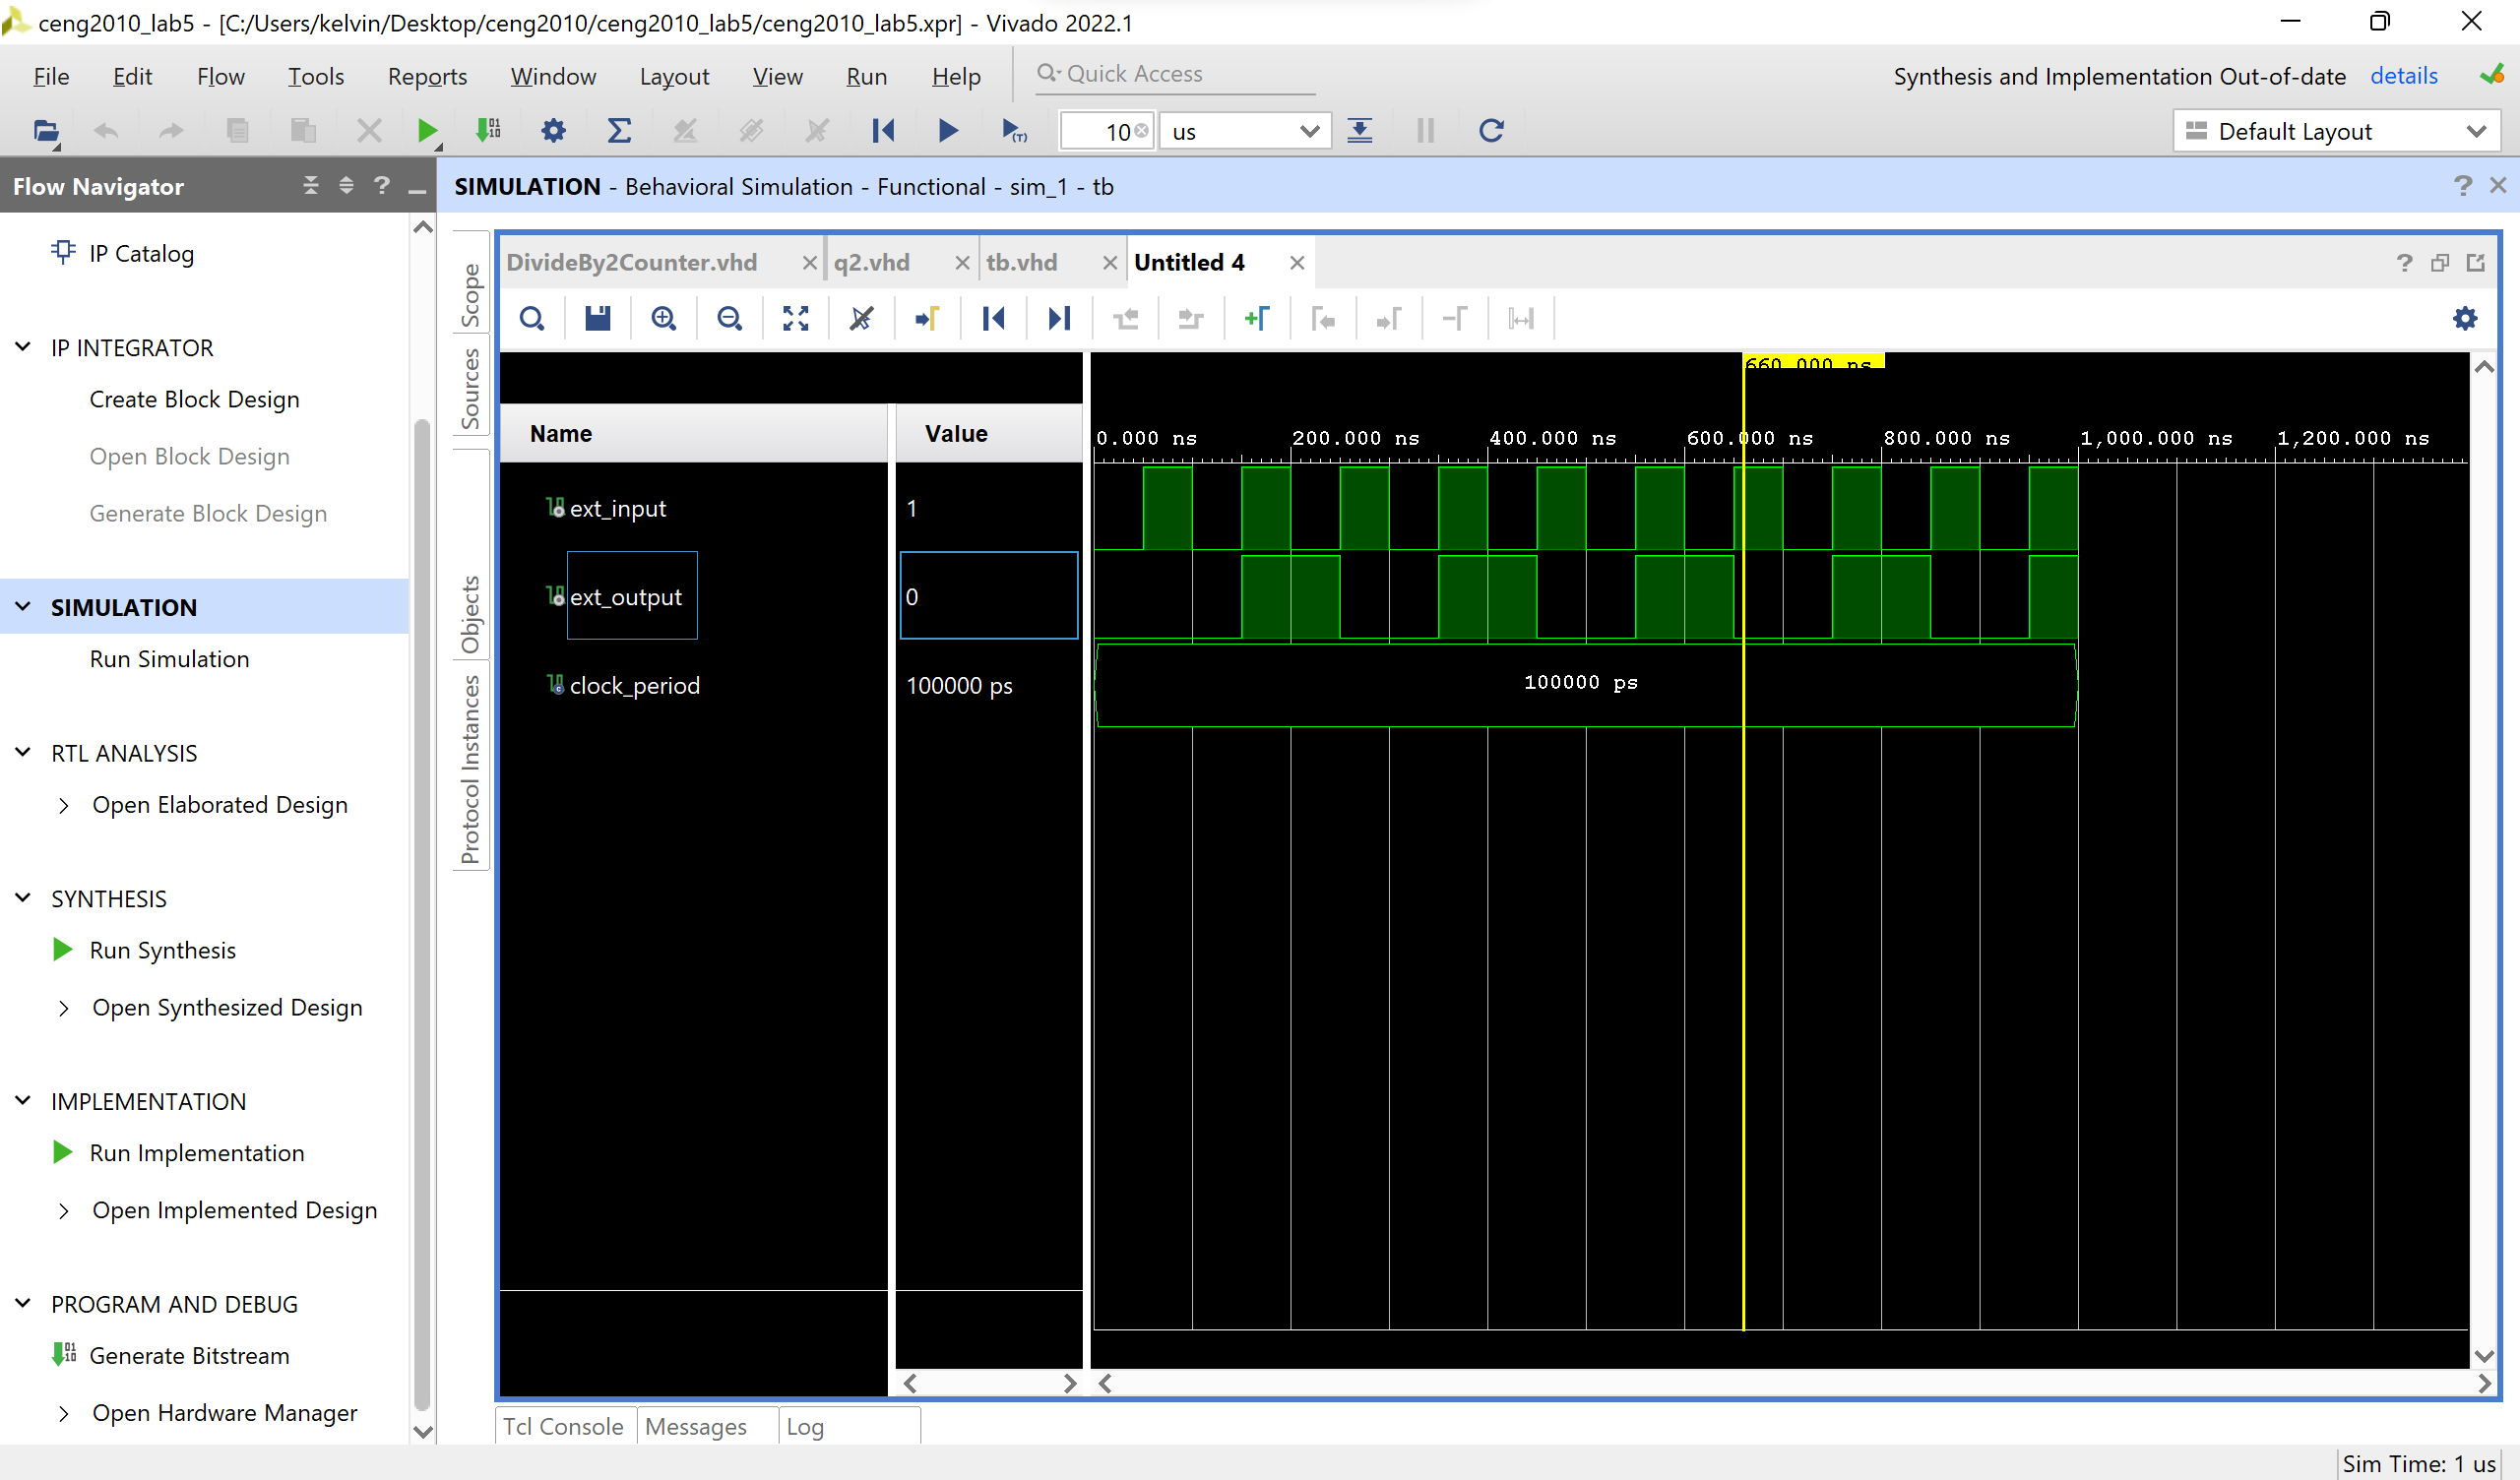 ceng2010_lab5 - [C:/Users/kelvin/Desktop/ceng2010/ceng2010_lab5/ceng2010_lab5.xpr] - Vivado 2022.1
File Edit Flow Tools Reports Window Layout View Run Help Quick Access Synthesis and Implementation Out-of-date details
10 us Default Layout
Flow Navigator
SIMULATION - Behavioral Simulation - Functional - sim_1 - tb
IP Catalog
IP INTEGRATOR
Create Block Design
Open Block Design
Generate Block Design
SIMULATION
Run Simulation
RTL ANALYSIS
Open Elaborated Design
SYNTHESIS
Run Synthesis
Open Synthesized Design
IMPLEMENTATION
Run Implementation
Open Implemented Design
PROGRAM AND DEBUG
Generate Bitstream
Open Hardware Manager
Scope
Sources
Objects
Protocol Instances
DivideBy2Counter.vhd q2.vhd tb.vhd Untitled 4
660.000 ns
Name Value
0.000 ns 200.000 ns 400.000 ns 600.000 ns 800.000 ns 1,000.000 ns 1,200.000 ns
ext_input 1
ext_output 0
clock_period 100000 ps 100000 ps
Tcl Console Messages Log
Sim Time: 1 us